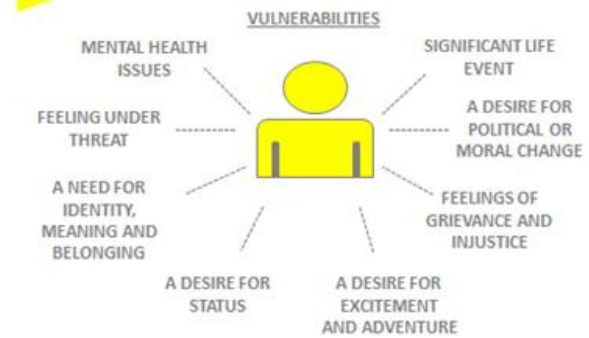 VULNERABILITIES
MENTAL HEALTH
ISSUES
SIGNIFICANT LIFE
EVENT
FEELING UNDER
THREAT
A DESIRE FOR
POLITICAL OR
MORAL CHANGE
A NEED FOR
IDENTITY,
MEANING AND
BELONGING
FEELINGS OF
GRIEVANCE AND
INJUSTICE
A DESIRE FOR
STATUS
A DESIRE FOR
EXCITEMENT
AND ADVENTURE